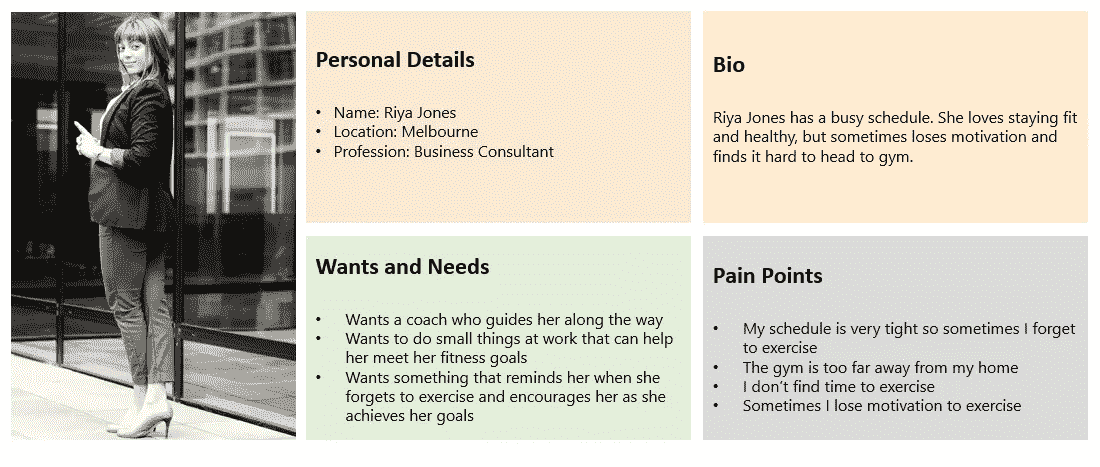 Personal Details
• Name: Riya Jones
• Location: Melbourne
• Profession: Business Consultant
Bio
Riya Jones has a busy schedule. She loves staying fit
and healthy, but sometimes loses motivation and
finds it hard to head to gym.
Wants and Needs
• Wants a coach who guides her along the way
• Wants to do small things at work that can help
her meet her fitness goals
• Wants something that reminds her when she
forgets to exercise and encourages her as she
achieves her goals
Pain Points
• My schedule is very tight so sometimes I forget
to exercise
• The gym is too far away from my home
• I don't find time to exercise
• Sometimes I lose motivation to exercise